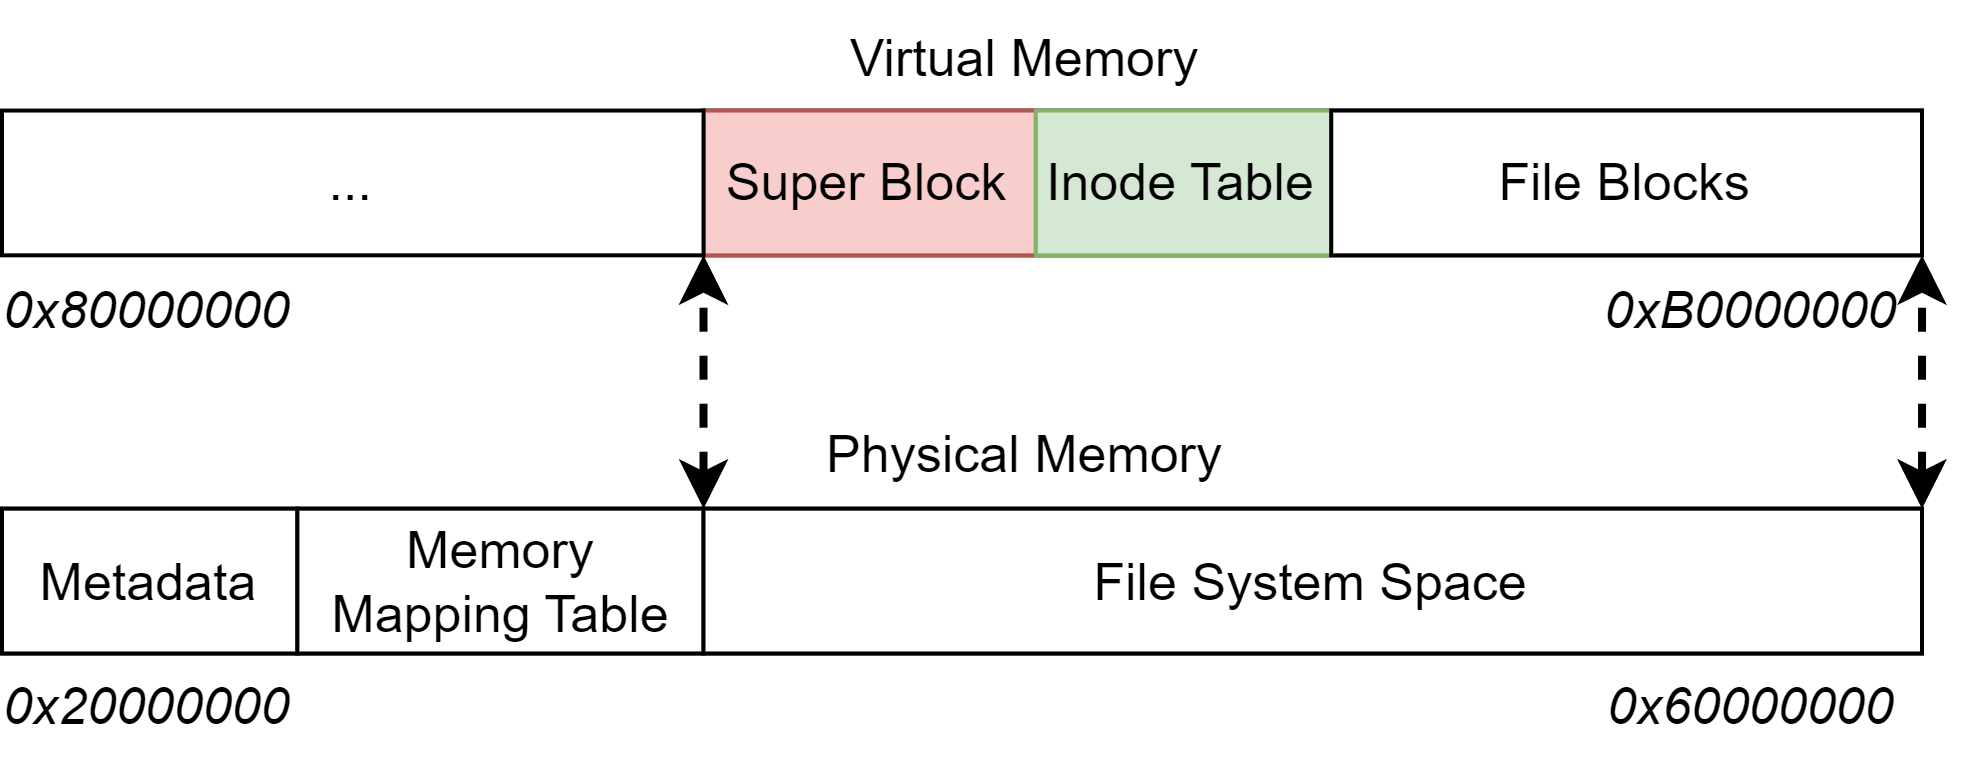 Virtual Memory
...
Super Block
Inode Table
File Blocks
0x80000000
0xB0000000
Physical Memory
Metadata
Memory
Mapping Table
File System Space
0x20000000
0x60000000